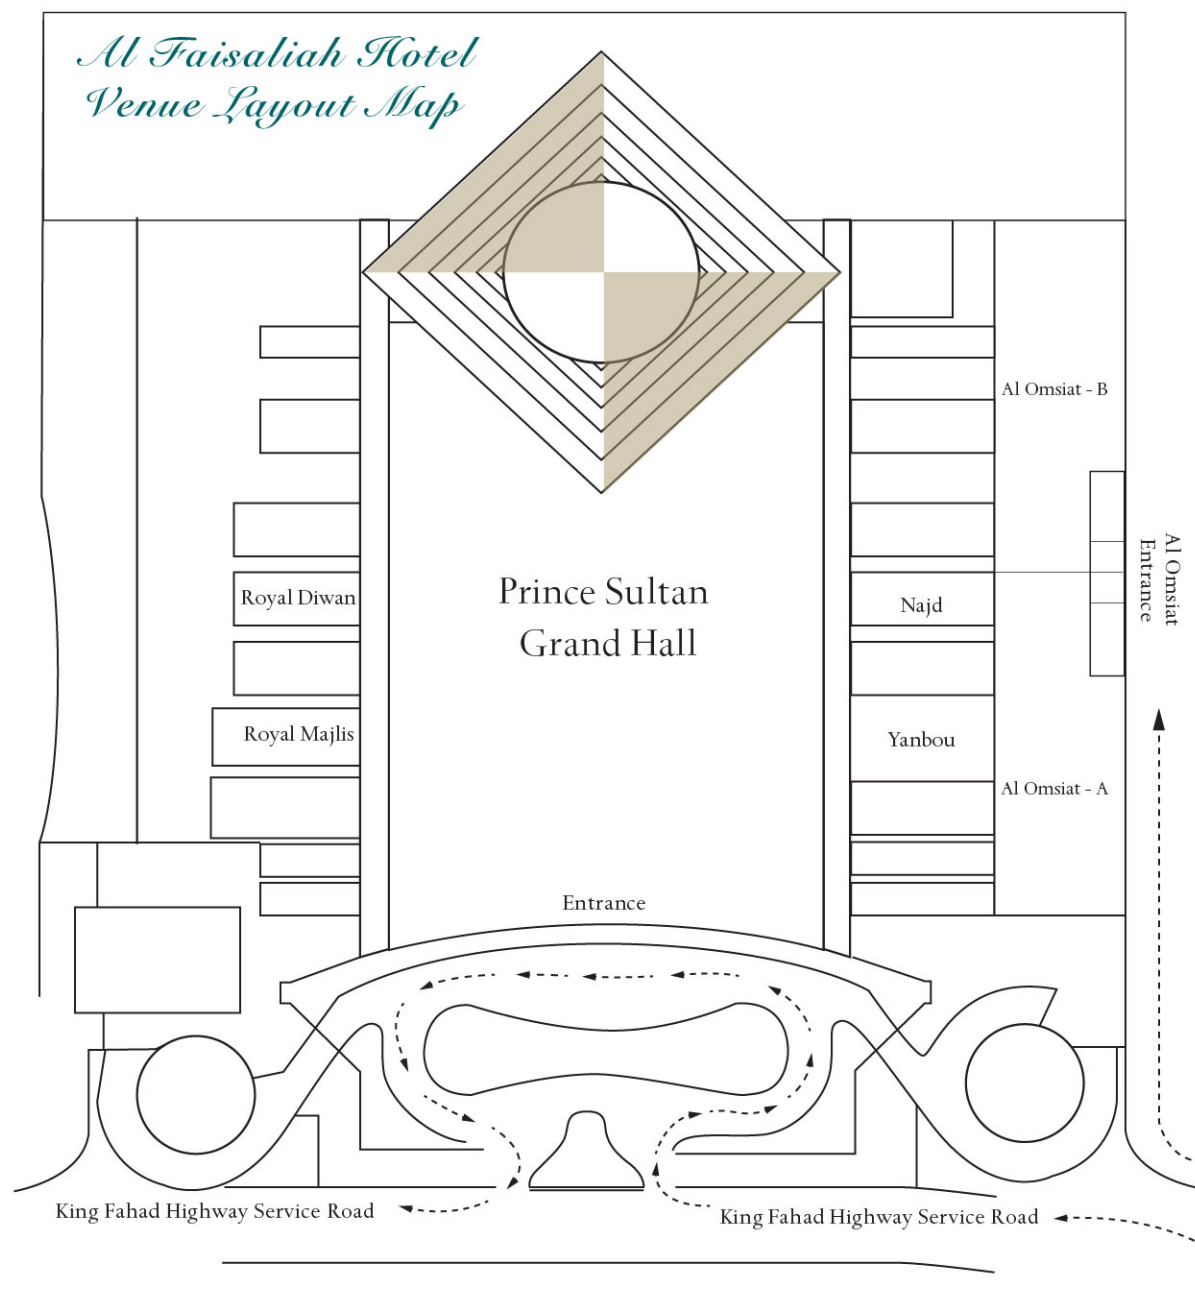 Al Faisaliah Hotel
Venue Layout Map
Al Omsiat - B
Al Omsiat
Entrance
Prince Sultan
Grand Hall
Royal Diwan
Najd
Royal Majlis
Yanbou
Al Omsiat - A
Entrance
King Fahad Highway Service Road
King Fahad Highway Service Road